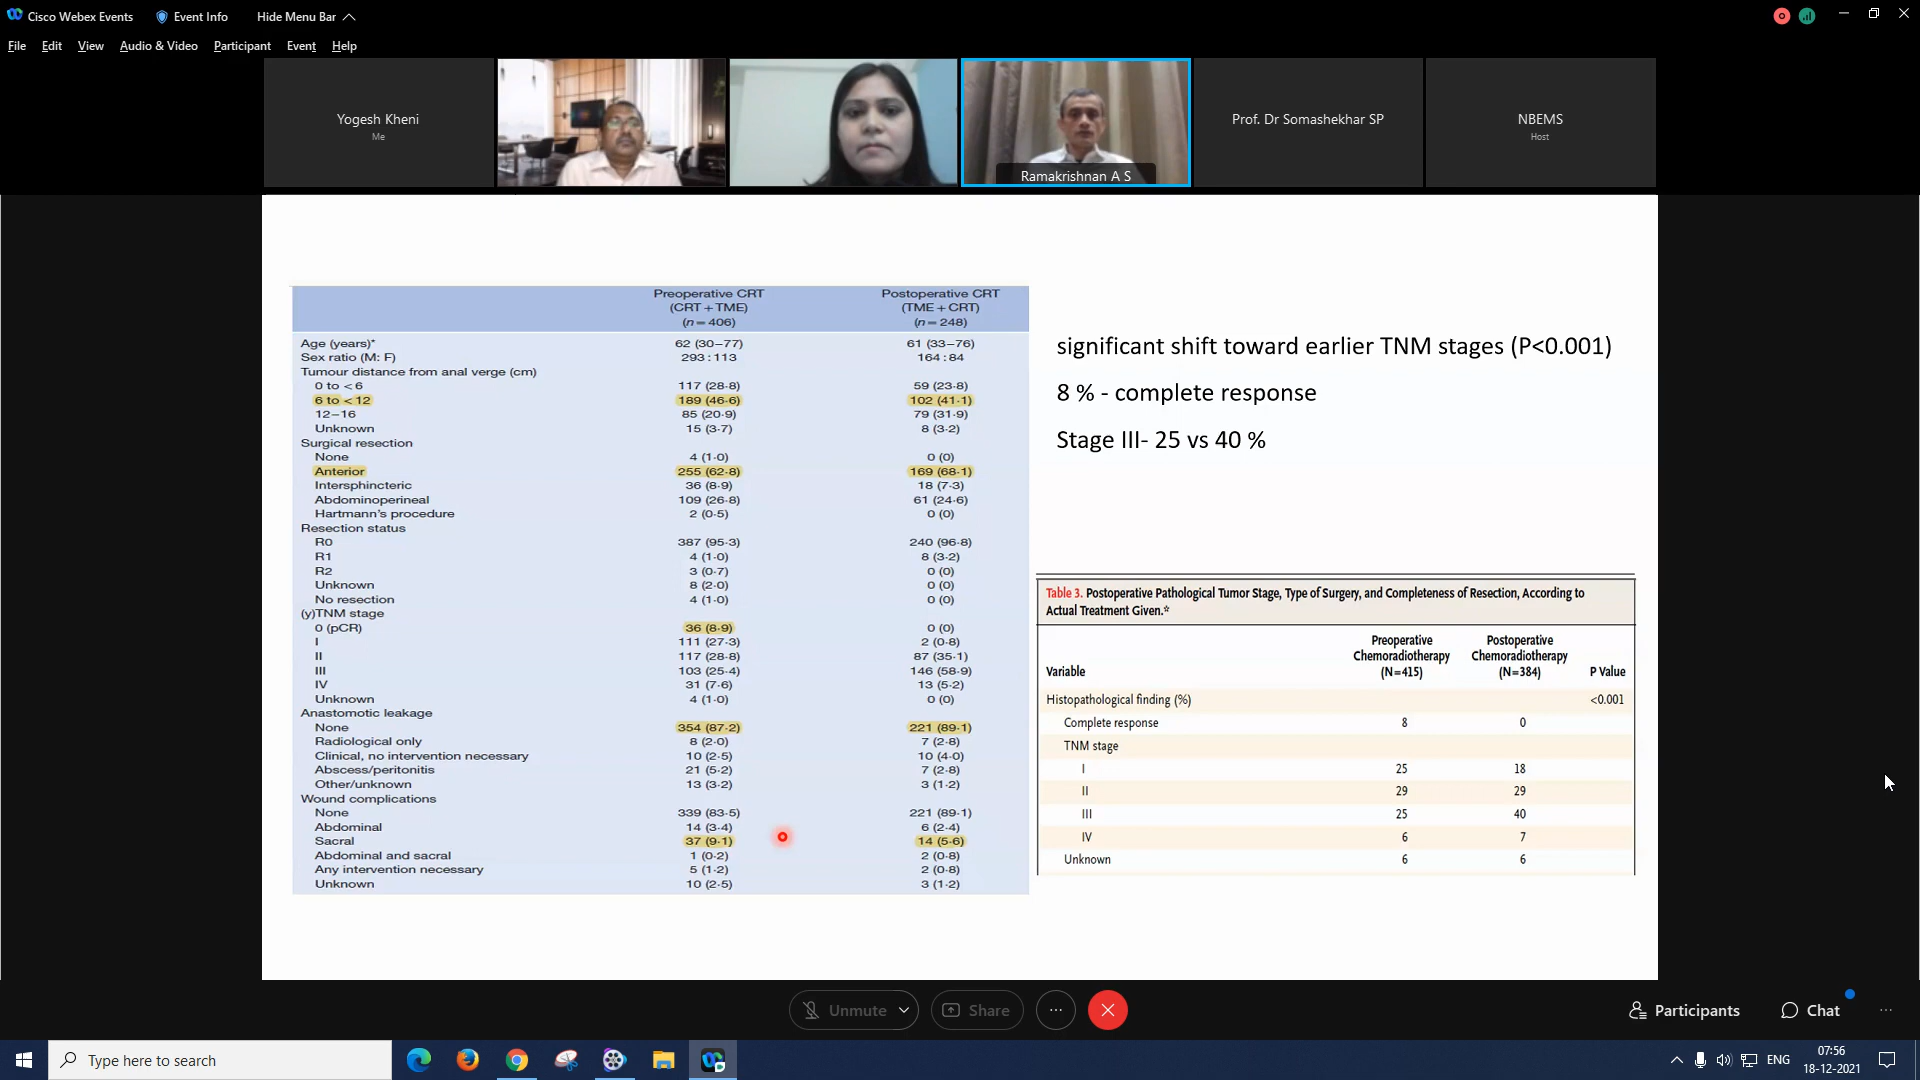 Cisco Webex Events
Event Info
Hide Menu Bar
File Edit View Audio & Video Participant Event Help
Yogesh Kheni
Me
Ramakrishnan A S
Prof. Dr Somashekhar SP
NBEMS
Host
Preoperative CRT Postoperative CRT
(CRT + TME) (TME + CRT)
(n = 406) (n = 248)
Age (years)* 62 (30–77) 61 (33–76)
Sex ratio (M: F) 293 : 113 164 : 84
Tumour distance from anal verge (cm)
0 to < 6 117 (28·8) 59 (23·8)
6 to < 12 189 (46·6) 102 (41·1)
12–16 85 (20·9) 79 (31·9)
Unknown 15 (3·7) 8 (3·2)
Surgical resection
None 4 (1·0) 0 (0)
Anterior 255 (62·8) 169 (68·1)
Intersphincteric 36 (8·9) 18 (7·3)
Abdominoperineal 109 (26·8) 61 (24·6)
Hartmann's procedure 2 (0·5) 0 (0)
Resection status
R0 387 (95·3) 240 (96·8)
R1 4 (1·0) 8 (3·2)
R2 3 (0·7) 0 (0)
Unknown 8 (2·0) 0 (0)
No resection 4 (1·0) 0 (0)
(y)TNM stage
0 (pCR) 36 (8·9) 0 (0)
I 111 (27·3) 2 (0·8)
II 117 (28·8) 87 (35·1)
III 103 (25·4) 146 (58·9)
IV 31 (7·6) 13 (5·2)
Unknown 4 (1·0) 0 (0)
Anastomotic leakage
None 354 (87·2) 221 (89·1)
Radiological only 8 (2·0) 7 (2·8)
Clinical, no intervention necessary 10 (2·5) 10 (4·0)
Abscess/peritonitis 21 (5·2) 7 (2·8)
Other/unknown 13 (3·2) 3 (1·2)
Wound complications
None 339 (83·5) 221 (89·1)
Abdominal 14 (3·4) 6 (2·4)
Sacral 37 (9·1) 14 (5·6)
Abdominal and sacral 1 (0·2) 2 (0·8)
Any intervention necessary 5 (1·2) 2 (0·8)
Unknown 10 (2·5) 3 (1·2)
significant shift toward earlier TNM stages (P<0.001)
8 % - complete response
Stage III- 25 vs 40 %
Table 3. Postoperative Pathological Tumor Stage, Type of Surgery, and Completeness of Resection, According to
Actual Treatment Given.*
Preoperative Postoperative
Chemoradiotherapy Chemoradiotherapy
Variable (N=415) (N=384) P Value
Histopathological finding (%) <0.001
Complete response 8 0
TNM stage
I 25 18
II 29 29
III 25 40
IV 6 7
Unknown 6 6
Unmute
Share
Participants
Chat
Type here to search
ENG
07:56
18-12-2021